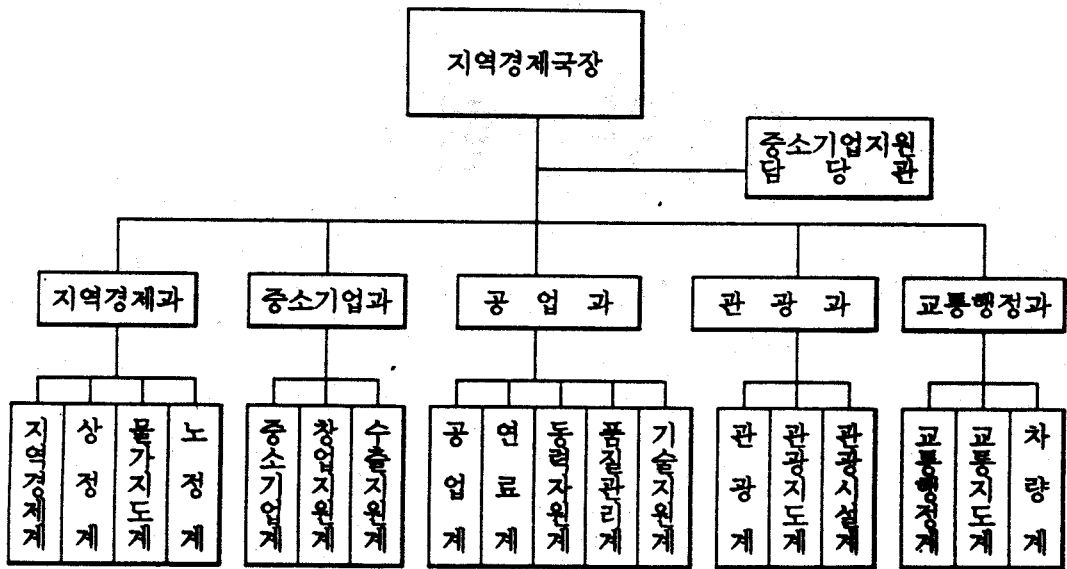 지역경제국장
중소기업지원
담 당 관
지역경제과
중소기업과
공 업 과
관 광 과
교통행정과
지역경제계
상정계
물가지도계
노정계
중소기업계
창업지원계
수출지원계
공업계
연료계
동력자원계
품질관리계
기술지원계
관광계
관광지도계
관광시설계
교통행정계
교통지도계
차량계